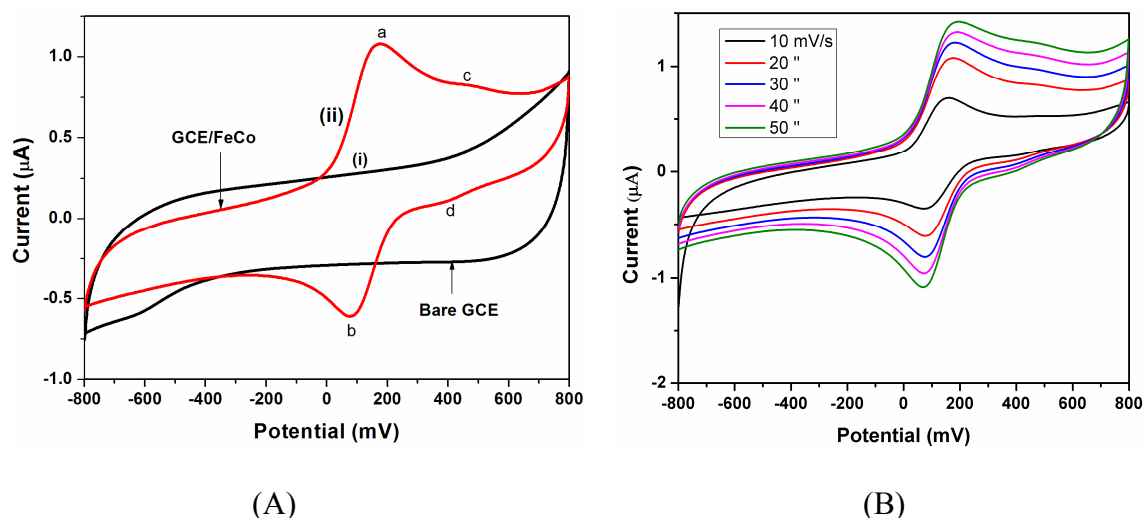 1.0
0.5
0.0
-0.5
-1.0
Current (μA)
-800 -600 -400 -200 0 200 400 600 800
Potential (mV)
a
c
(ii)
(i)
GCE/FeCo
d
b
Bare GCE
(A)
10 mV/s
20 "
30 "
40 "
50 "
1
0
-1
-2
Current (μA)
-800 -600 -400 -200 0 200 400 600 800
Potential (mV)
(B)